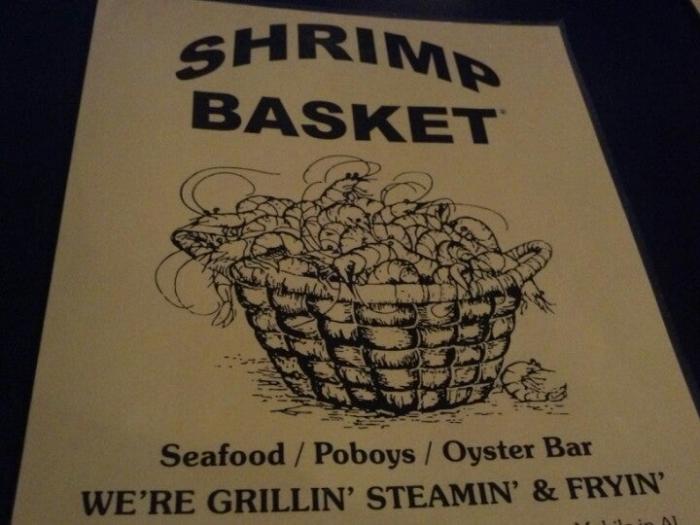 SHRIMP
BASKET®
Seafood / Poboys / Oyster Bar
WE'RE GRILLIN' STEAMIN' & FRYIN'